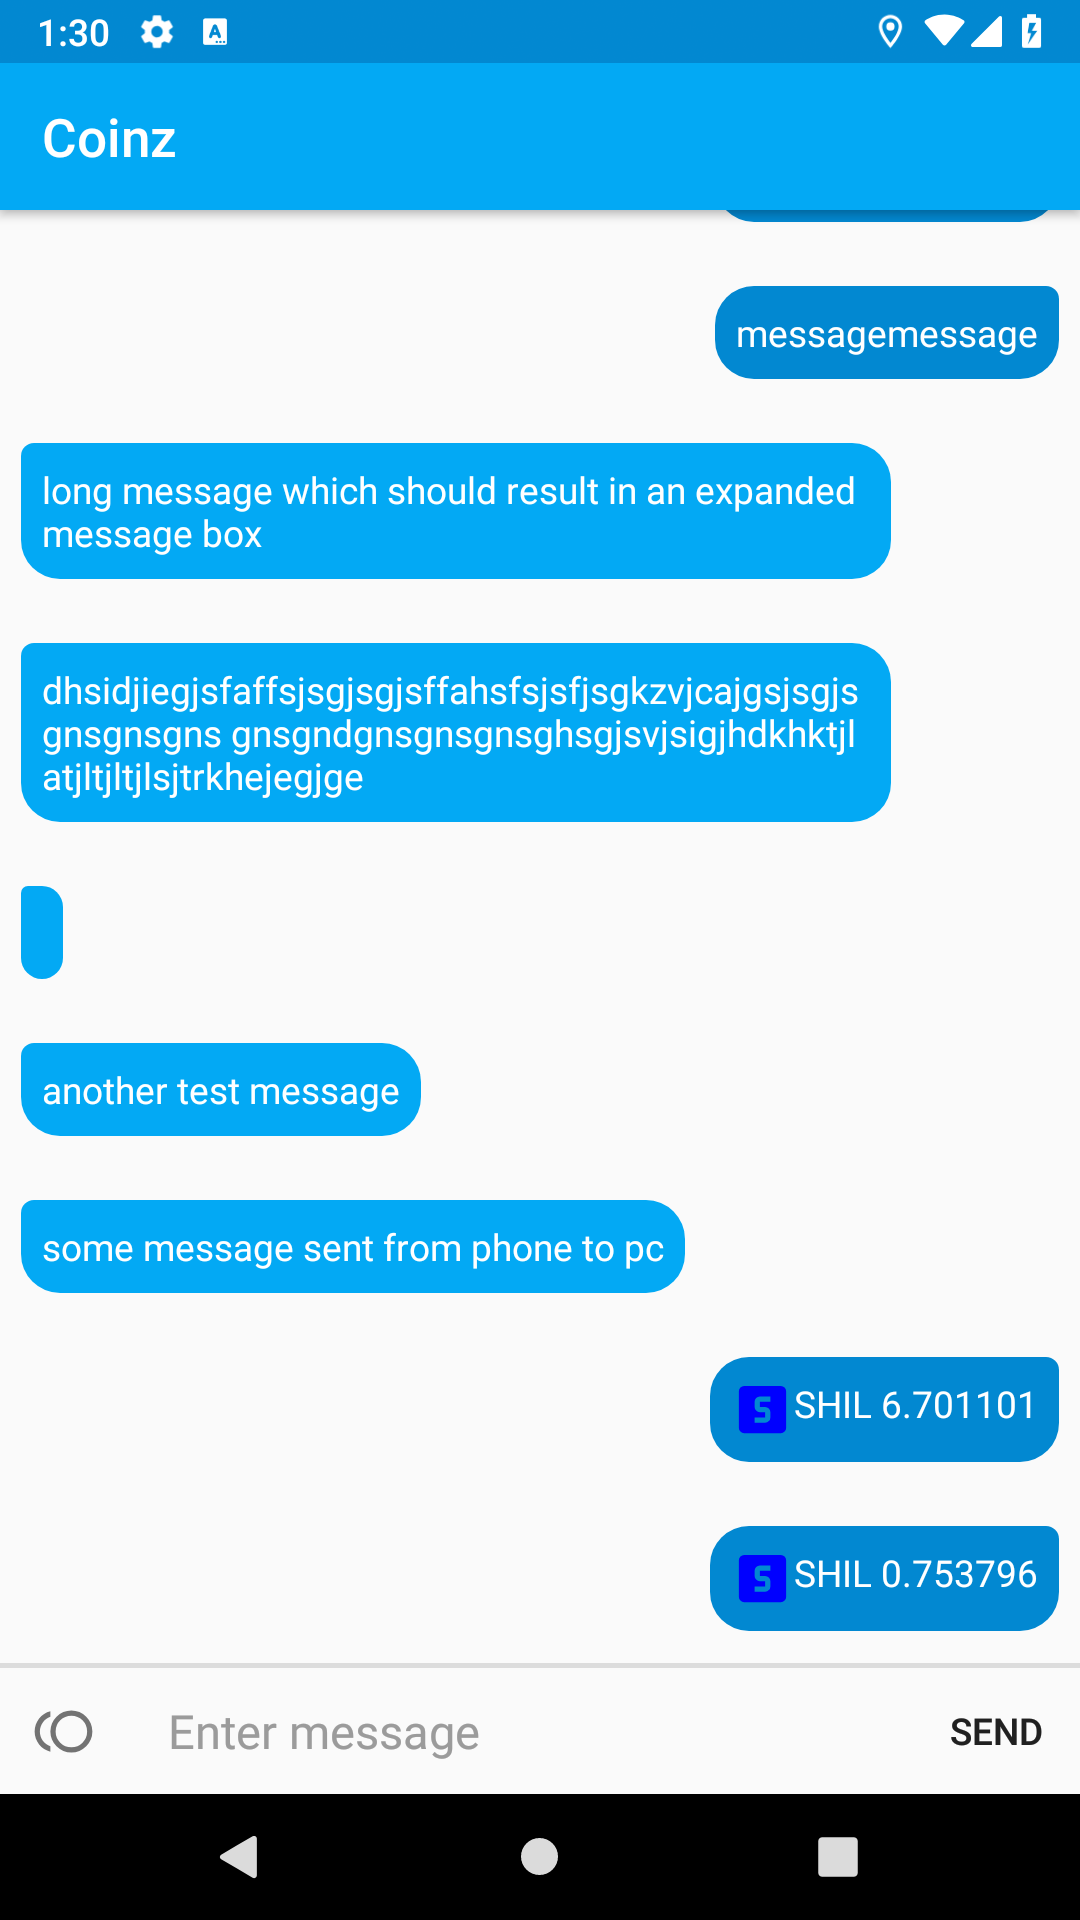 1:30
Coinz
messagemessage
long message which should result in an expanded
message box
dhsidjiegjsfaffsjsgjsgjsffahsfsjsfjsgkzvjcajgsjsgjs
gnsgnsgns gnsgndgnsgnsgnsghsgjsvjsigjhdkhktjl
atjltjltjlsjtrkhejegjge
another test message
some message sent from phone to pc
S SHIL 6.701101
S SHIL 0.753796
Enter message
SEND